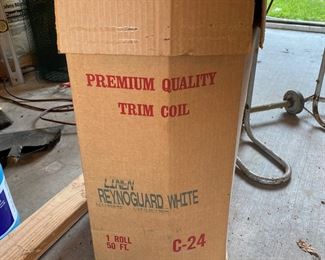 PREMIUM QUALITY
TRIM COIL
LINEN
REYNOGUARD WHITE
1 ROLL
50 FT.
C-24